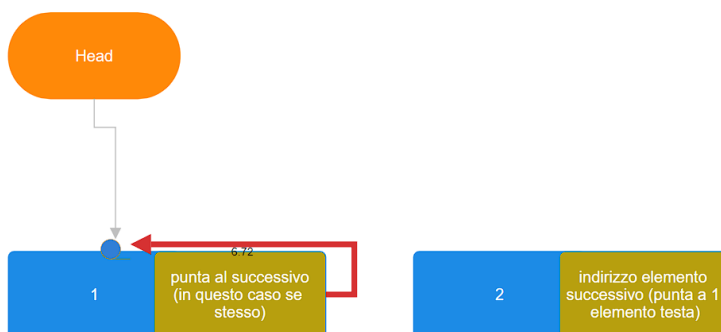 Head
6.72
1
punta al successivo
(in questo caso se
stesso)
2
indirizzo elemento
successivo (punta a 1
elemento testa)